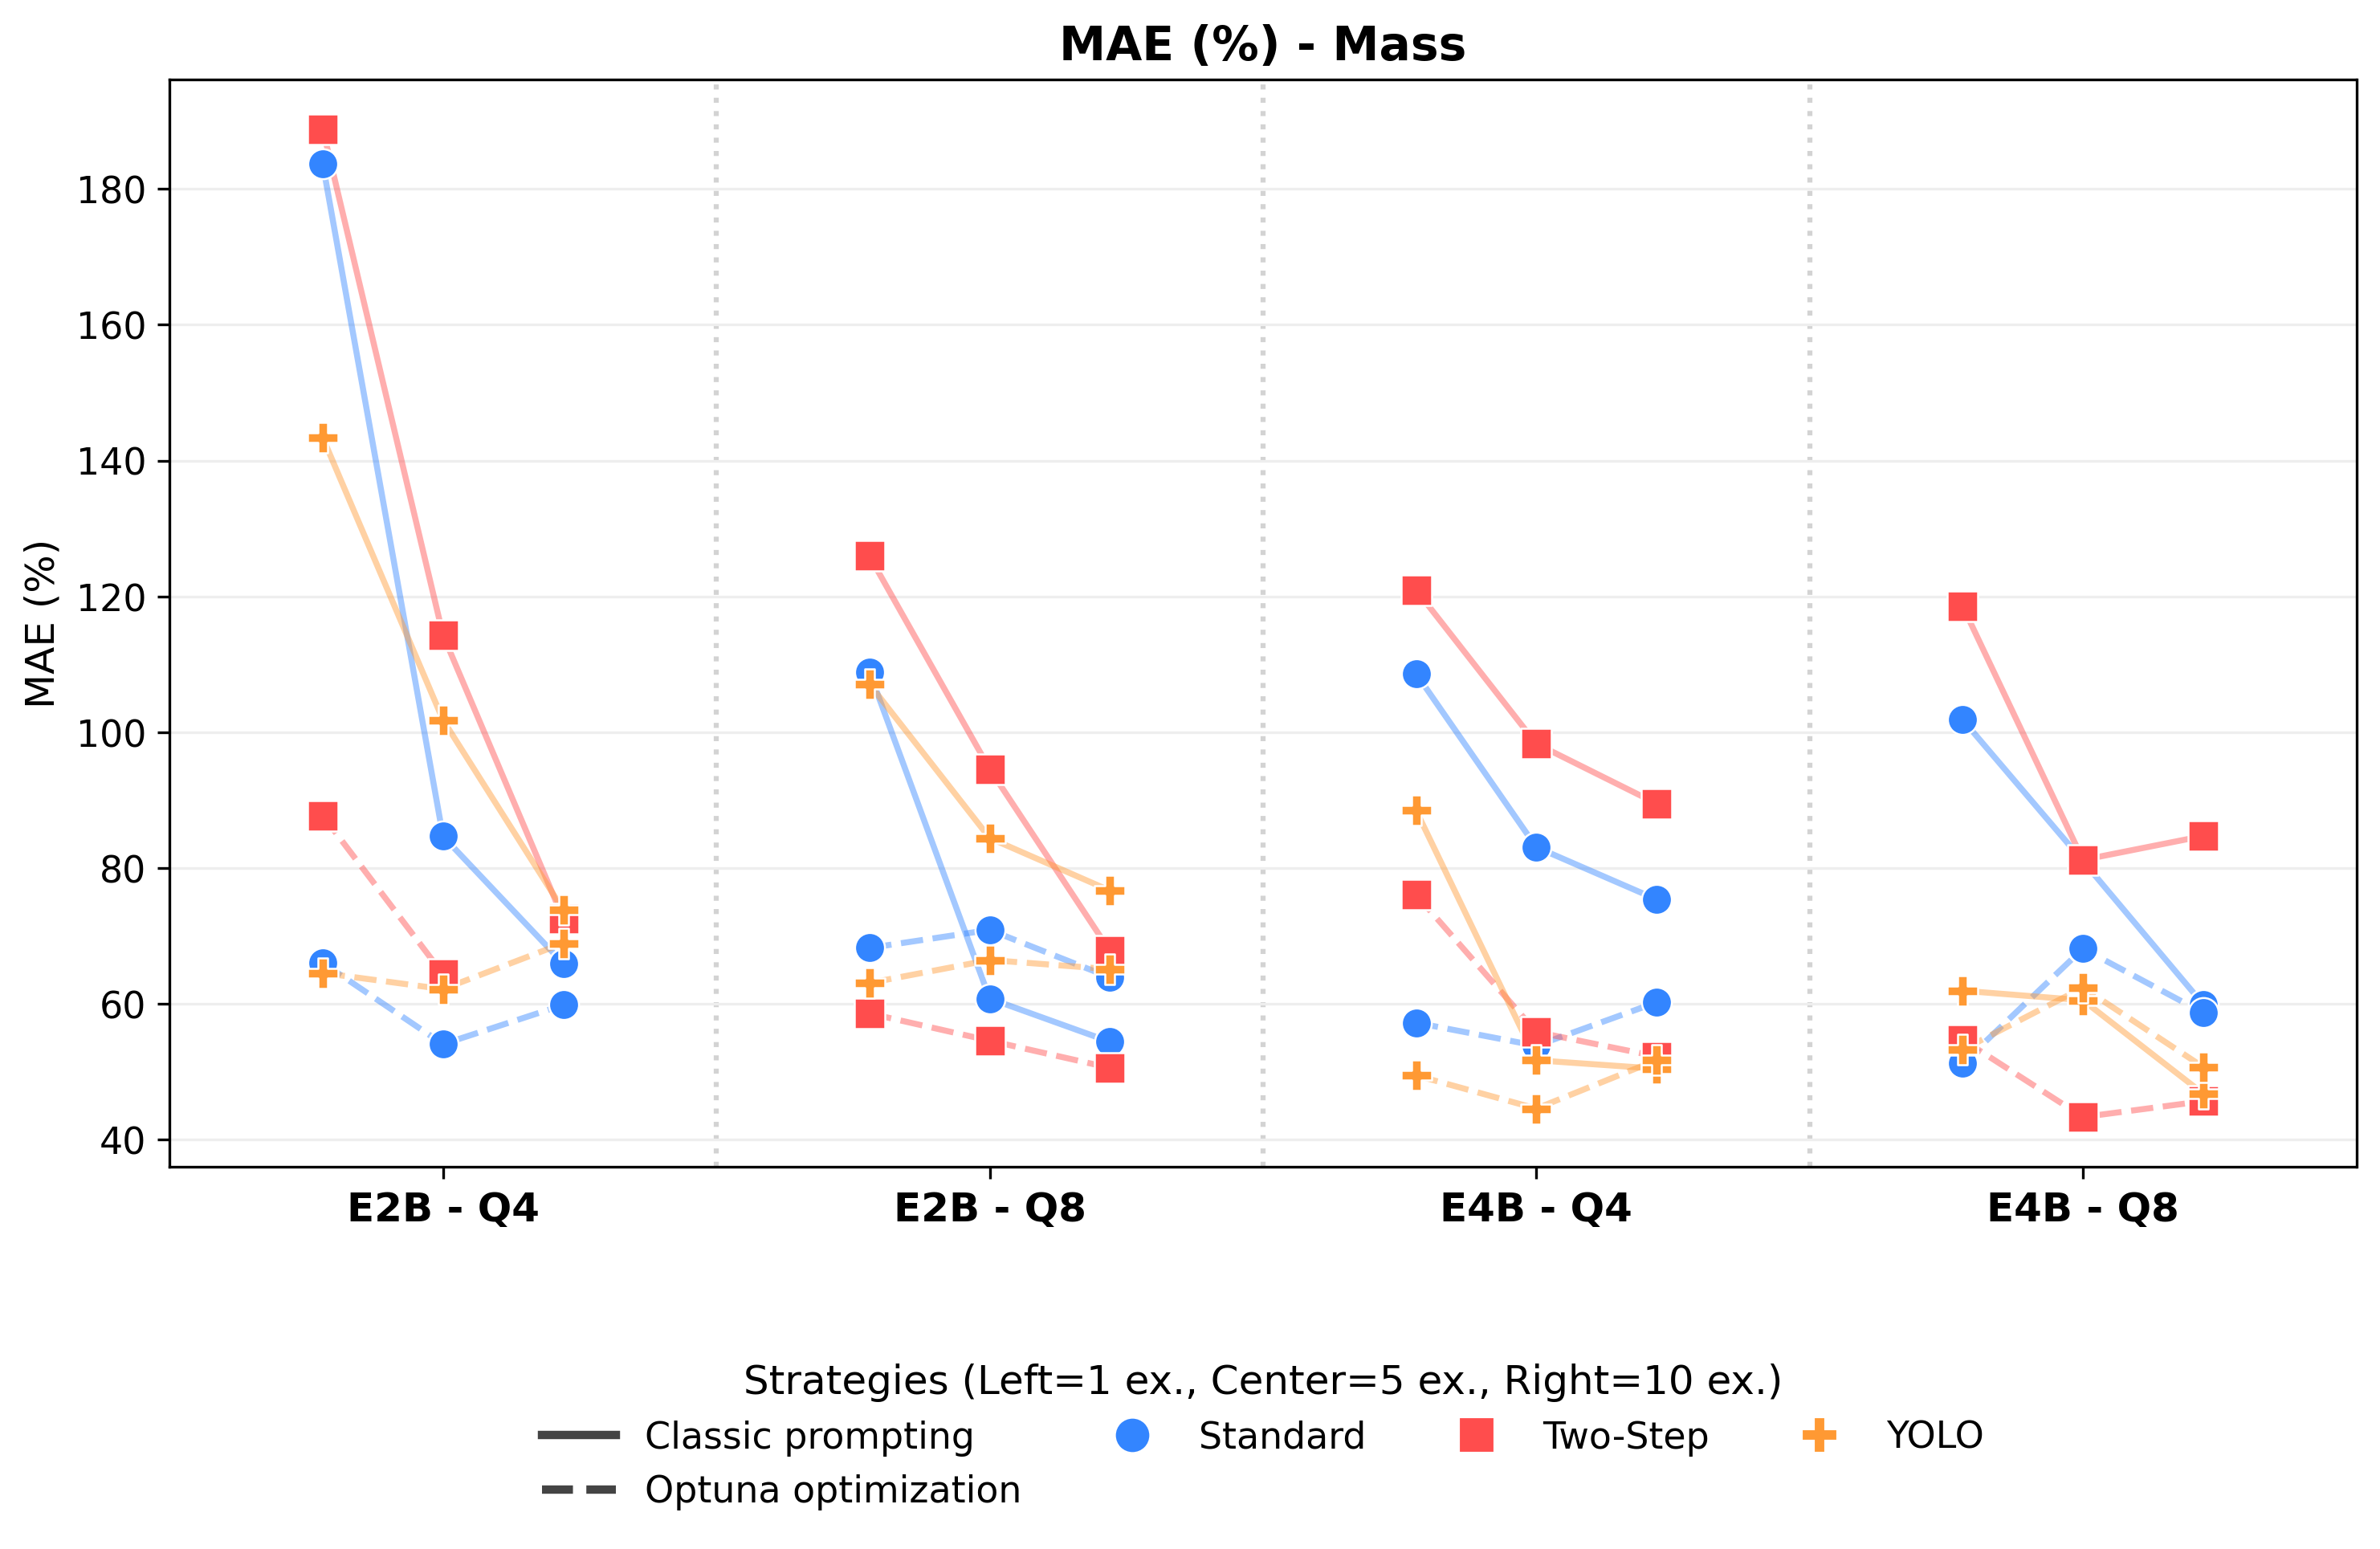 MAE (%) - Mass
MAE (%)
180
160
140
120
100
80
60
40
E2B - Q4
E2B - Q8
E4B - Q4
E4B - Q8
Strategies (Left=1 ex., Center=5 ex., Right=10 ex.)
Classic prompting
Standard
Two-Step
YOLO
Optuna optimization